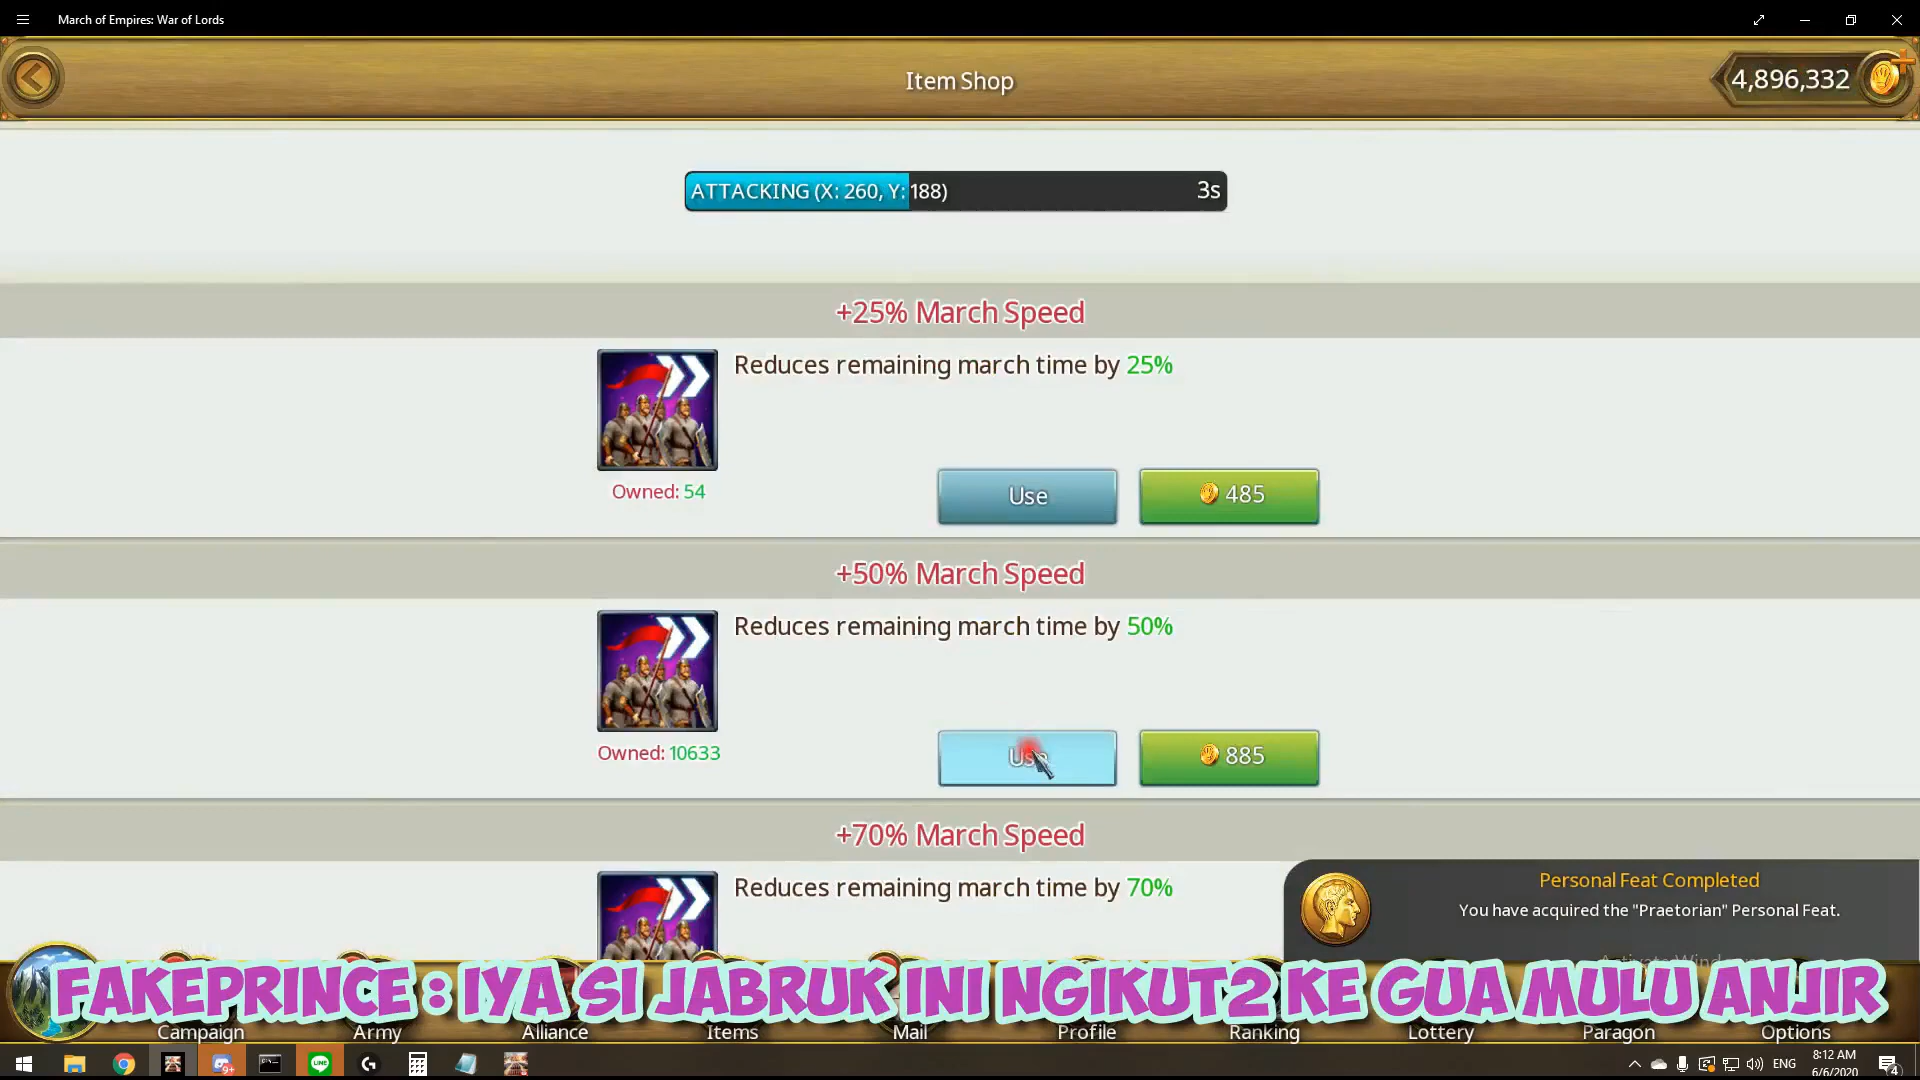 March of Empires: War of Lords
Item Shop
4,896,332
ATTACKING (X: 260, Y: 188)
3s
+25% March Speed
Reduces remaining march time by 25%
Owned: 54
Use
485
+50% March Speed
Reduces remaining march time by 50%
Owned: 10633
Use
885
+70% March Speed
Reduces remaining march time by 70%
Personal Feat Completed
You have acquired the "Praetorian" Personal Feat.
FAKEPRINCE : IYA SI JABRUK INI NGIKUT2 KE GUA MULU ANJIR
Campaign
Army
Alliance
Items
Mail
Profile
Ranking
Lottery
Paragon
Options
9+
LINE
ENG
8:12 AM
6/6/2020
4